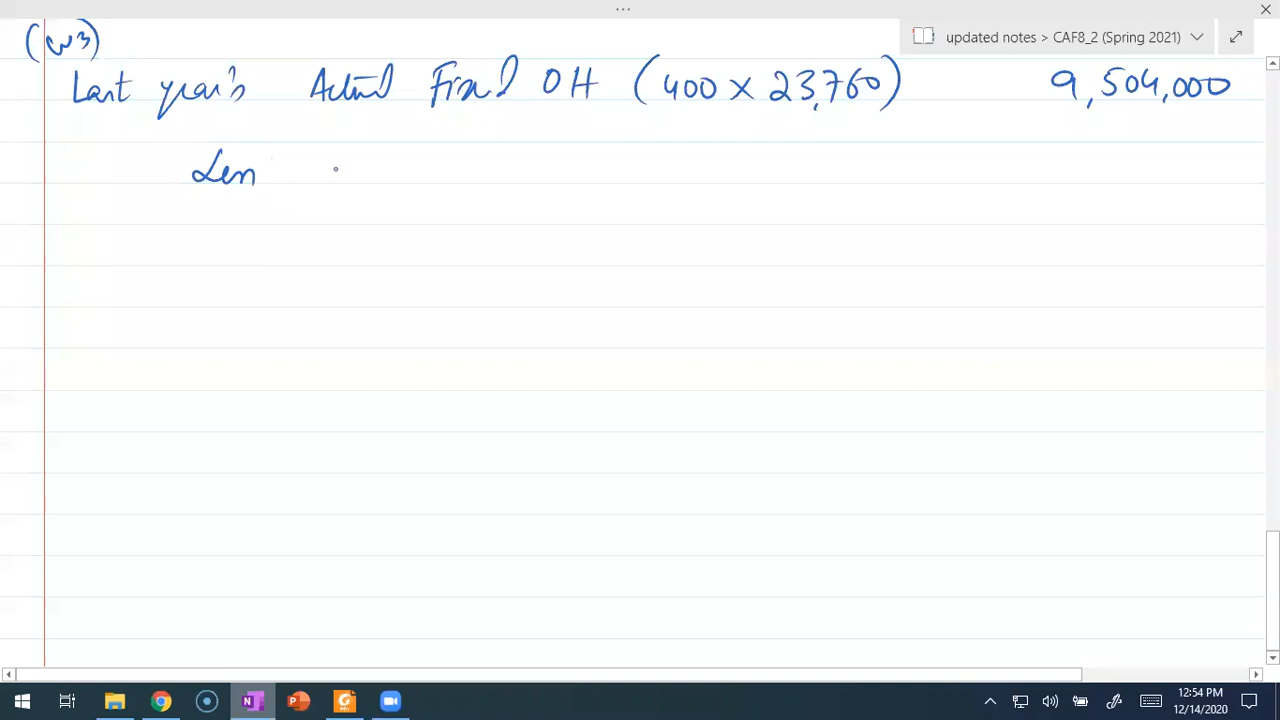 (W3)
updated notes > CAF8_2 (Spring 2021)
Last year's Actual Fixed OH (400 × 23,760) 9,504,000
Less
12:54 PM
12/14/2020